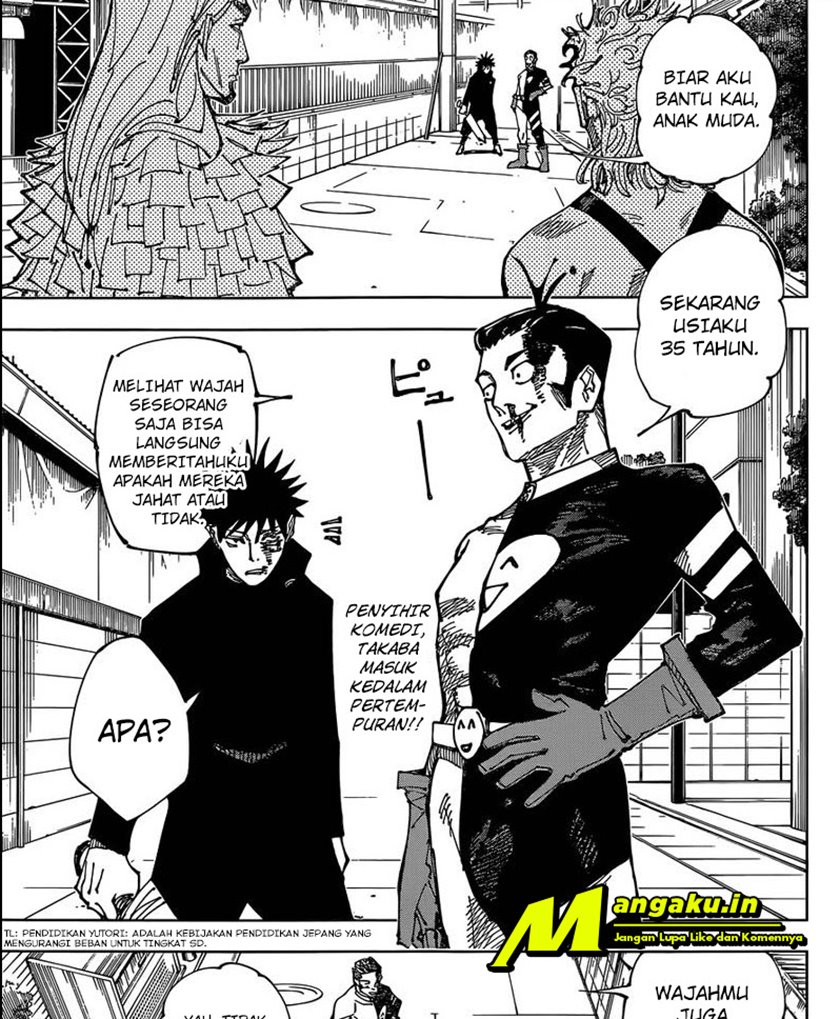 BIAR AKU
BANTU KAU,
ANAK MUDA.
SEKARANG
USIAKU
35 TAHUN.
ピュー
MELIHAT WAJAH
SESEORANG
SAJA BISA
LANGSUNG
MEMBERITAHUKU
APAKAH MEREKA
JAHAT ATAU
TIDAK.
PENYIHIR
KOMEDI,
TAKABA
MASUK
KEDALAM
PERTEM-
PURAN!!
APA?
TL: PENDIDIKAN YUTORI: ADALAH KEBIJAKAN PENDIDIKAN JEPANG YANG
MENGURANGI BEBAN UNTUK TINGKAT SD.
Mangaku.in
Jangan Lupa Like dan Komennya
WAJAHMU
JUGA